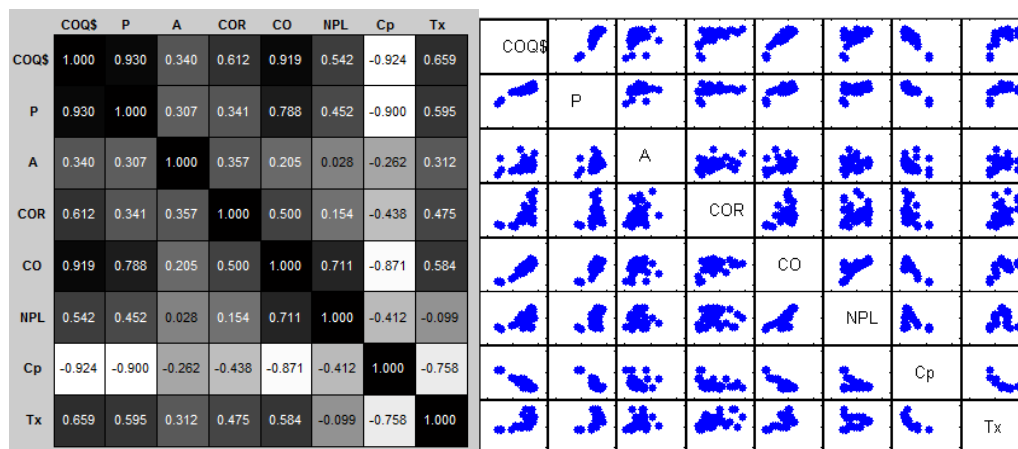 COQ$ P A COR CO NPL Cp Tx
COQ$ 1.000 0.930 0.340 0.612 0.919 0.542 -0.924 0.659
P 0.930 1.000 0.307 0.341 0.788 0.452 -0.900 0.595
A 0.340 0.307 1.000 0.357 0.205 0.028 -0.262 0.312
COR 0.612 0.341 0.357 1.000 0.500 0.154 -0.438 0.475
CO 0.919 0.788 0.205 0.500 1.000 0.711 -0.871 0.584
NPL 0.542 0.452 0.028 0.154 0.711 1.000 -0.412 -0.099
Cp -0.924 -0.900 -0.262 -0.438 -0.871 -0.412 1.000 -0.758
Tx 0.659 0.595 0.312 0.475 0.584 -0.099 -0.758 1.000
COQ$
P
A
COR
CO
NPL
Cp
Tx